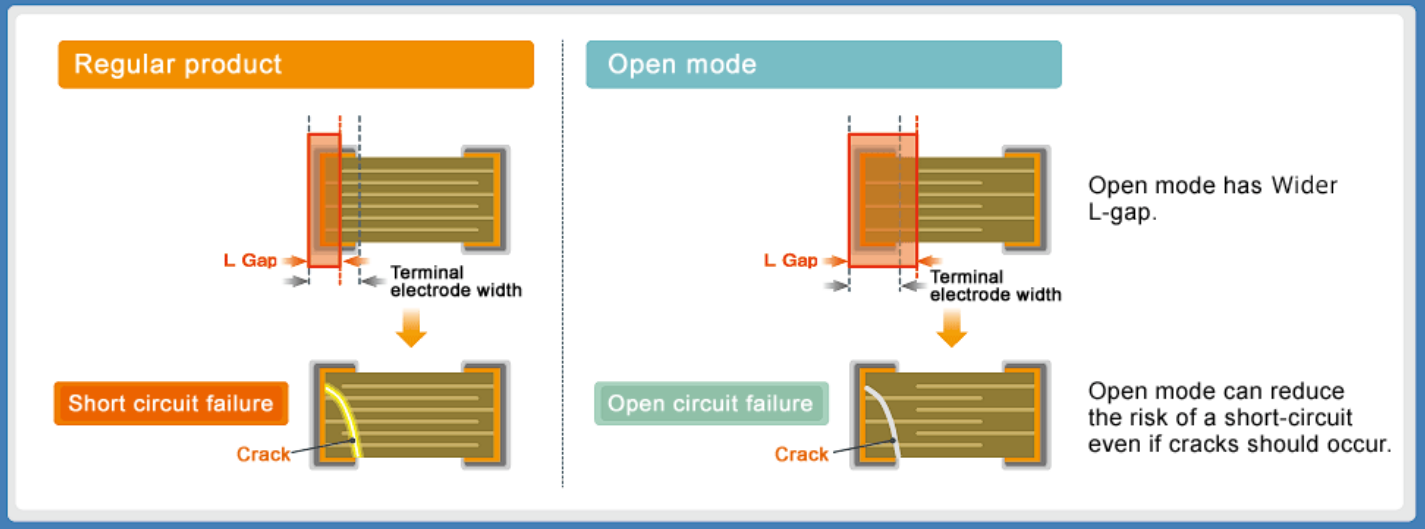 Regular product
Open mode
L Gap
Terminal
electrode width
L Gap
Terminal
electrode width
Open mode has Wider
L-gap.
Short circuit failure
Crack
Open circuit failure
Crack
Open mode can reduce
the risk of a short-circuit
even if cracks should occur.